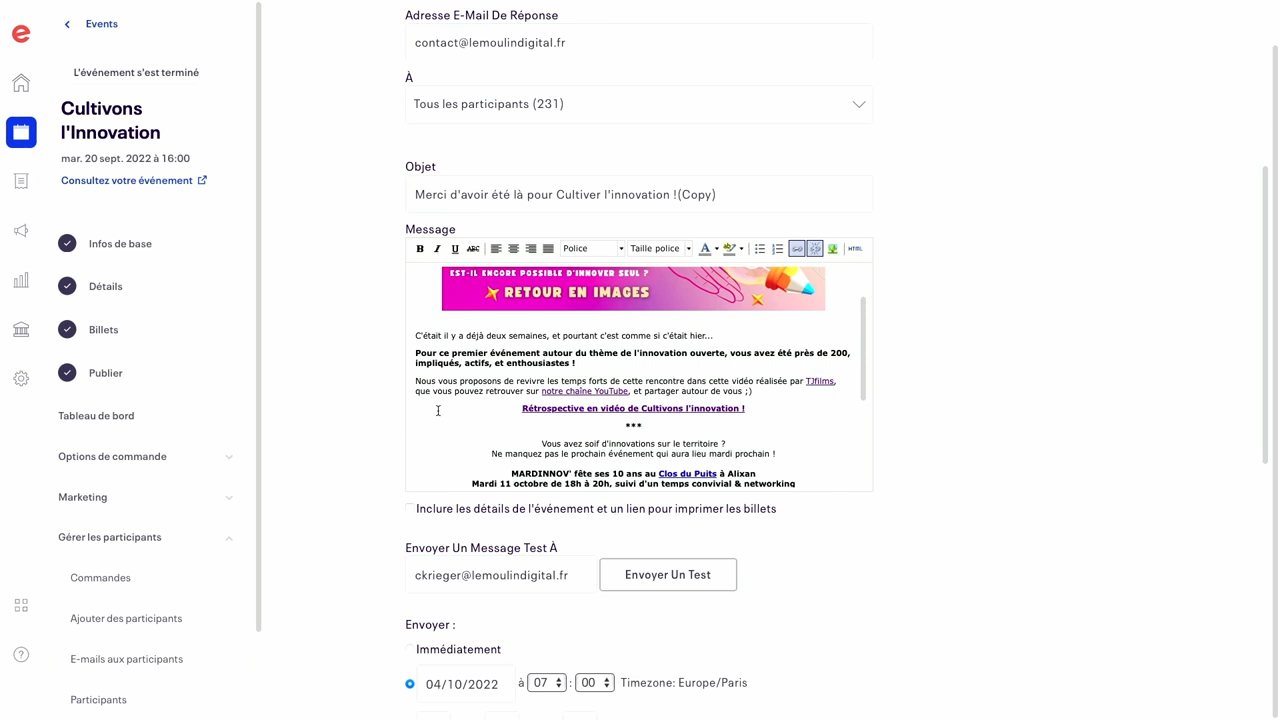 Events
L'événement s'est terminé
Cultivons
l'Innovation
mar. 20 sept. 2022 à 16:00
Consultez votre événement
Infos de base
Détails
Billets
Publier
Tableau de bord
Options de commande
Marketing
Gérer les participants
Commandes
Ajouter des participants
E-mails aux participants
Participants
Adresse E-Mail De Réponse
contact@lemoulindigital.fr
À
Tous les participants (231)
Objet
Merci d'avoir été là pour Cultiver l'innovation !(Copy)
Message
B I U ABC Police Taille police A HTML
EST-IL ENCORE POSSIBLE D'INNOVER SEUL ?
RETOUR EN IMAGES
C'était il y a déjà deux semaines, et pourtant c'est comme si c'était hier...
Pour ce premier événement autour du thème de l'innovation ouverte, vous avez été près de 200,
impliqués, actifs, et enthousiastes !
Nous vous proposons de revivre les temps forts de cette rencontre dans cette vidéo réalisée par TJfilms,
que vous pouvez retrouver sur notre chaîne YouTube, et partager autour de vous ;)
Rétrospective en vidéo de Cultivons l'innovation !
***
Vous avez soif d'innovations sur le territoire ?
Ne manquez pas le prochain événement qui aura lieu mardi prochain !
MARDINNOV' fête ses 10 ans au Clos du Puits à Alixan
Mardi 11 octobre de 18h à 20h, suivi d'un temps convivial & networking
Inclure les détails de l'événement et un lien pour imprimer les billets
Envoyer Un Message Test À
ckrieger@lemoulindigital.fr Envoyer Un Test
Envoyer :
Immédiatement
04/10/2022 à 07 : 00 Timezone: Europe/Paris